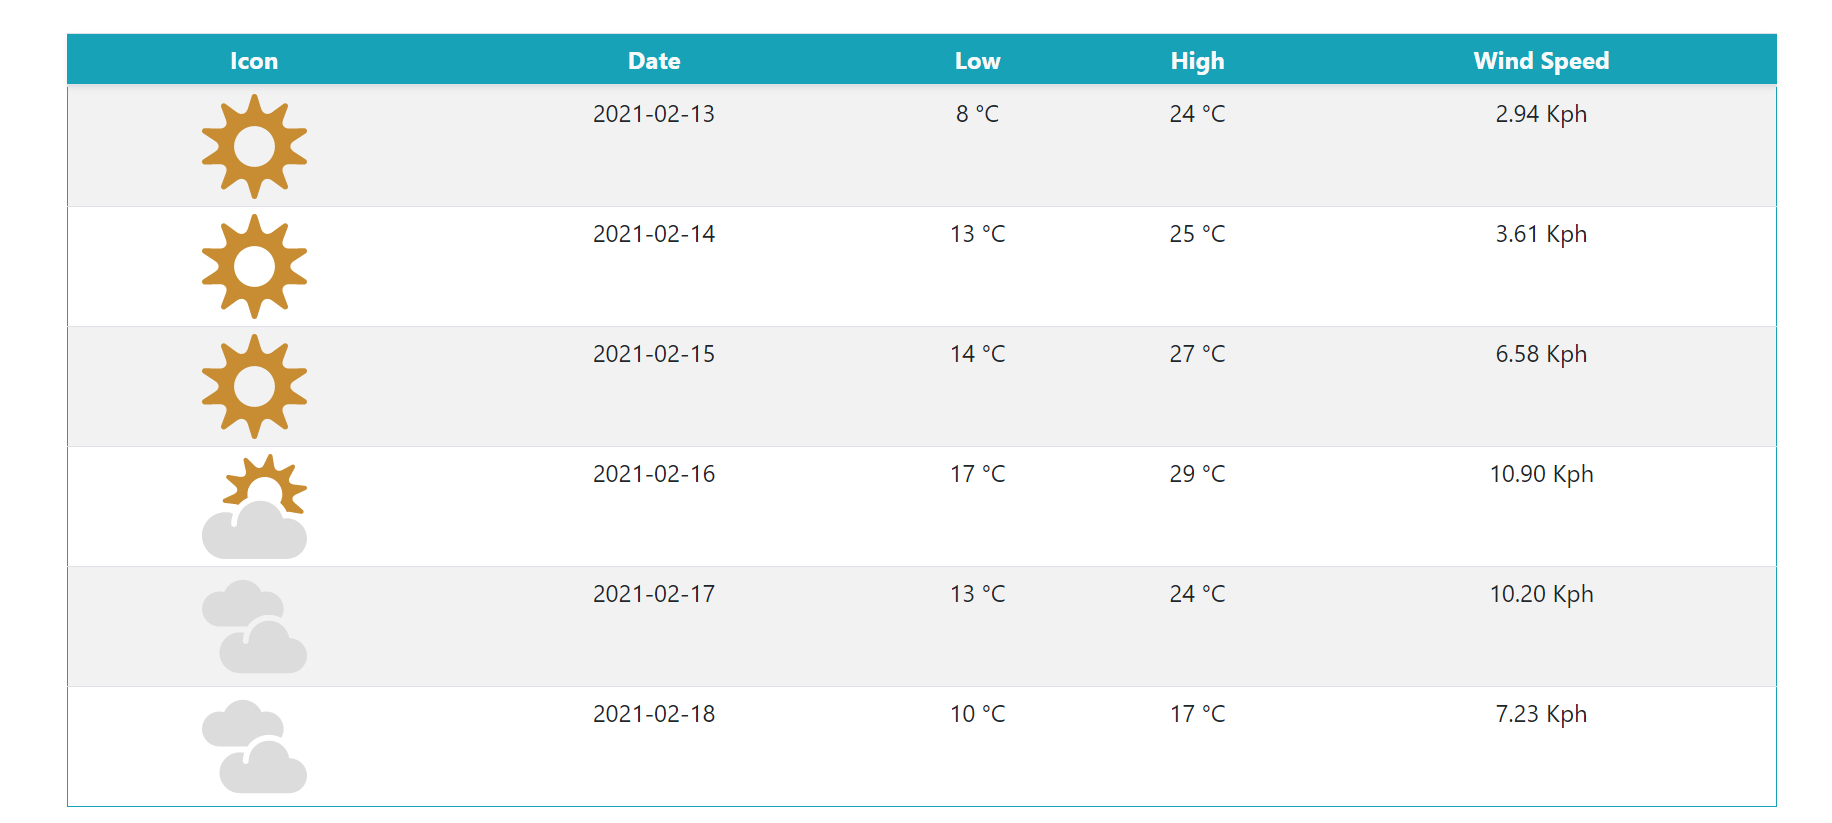 Icon Date Low High Wind Speed
2021-02-13 8 °C 24 °C 2.94 Kph
2021-02-14 13 °C 25 °C 3.61 Kph
2021-02-15 14 °C 27 °C 6.58 Kph
2021-02-16 17 °C 29 °C 10.90 Kph
2021-02-17 13 °C 24 °C 10.20 Kph
2021-02-18 10 °C 17 °C 7.23 Kph